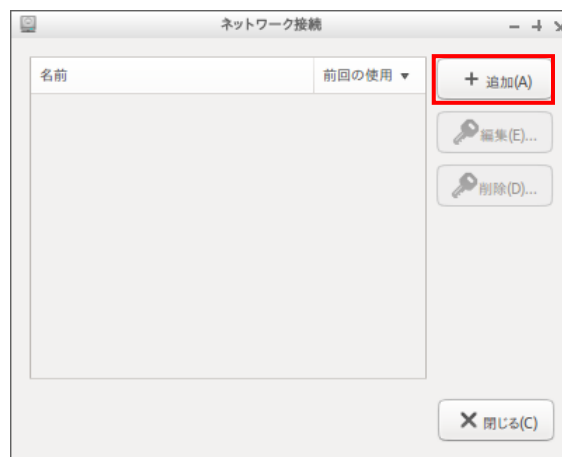 ネットワーク接続
名前
前回の使用 ▼
+ 追加(A)
編集(E)...
削除(D)...
閉じる(C)